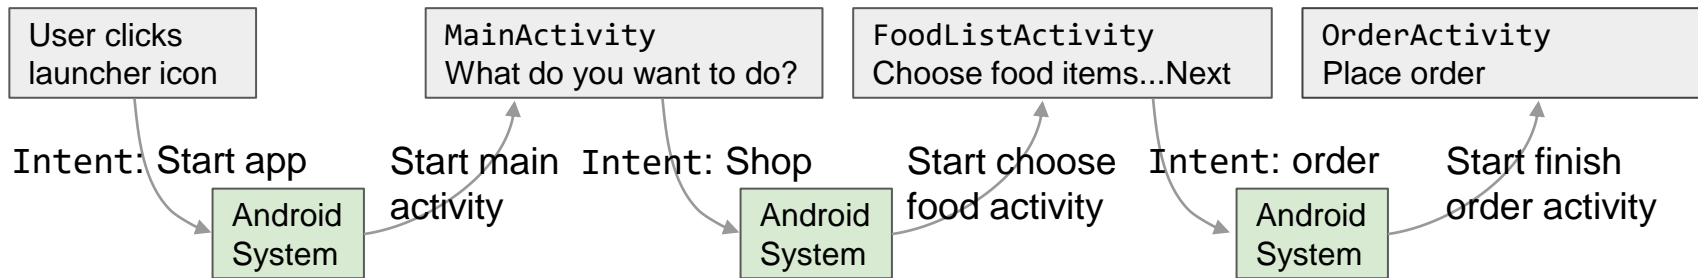 User clicks
launcher icon
MainActivity
What do you want to do?
FoodListActivity
Choose food items...Next
OrderActivity
Place order
Intent: Start app
Start main
activity
Intent: Shop
Start choose
food activity
Intent: order
Start finish
order activity
Android
System
Android
System
Android
System